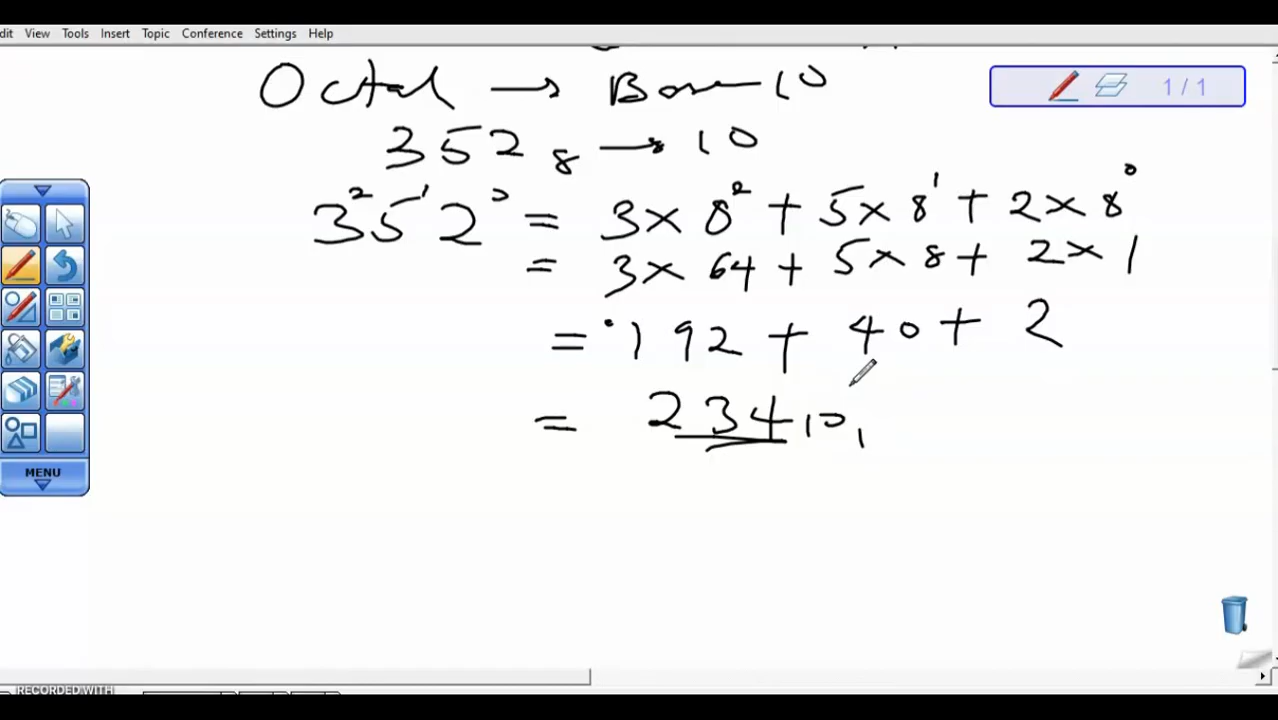 dit View Tools Insert Topic Conference Settings Help
Octal → Base 10
1 / 1
352₈ → 10
3²5¹2⁰ = 3 × 8² + 5 × 8¹ + 2 × 8⁰
= 3 × 64 + 5 × 8 + 2 × 1
= 192 + 40 + 2
= 234₁₀,
MENU
RECORDED WITH